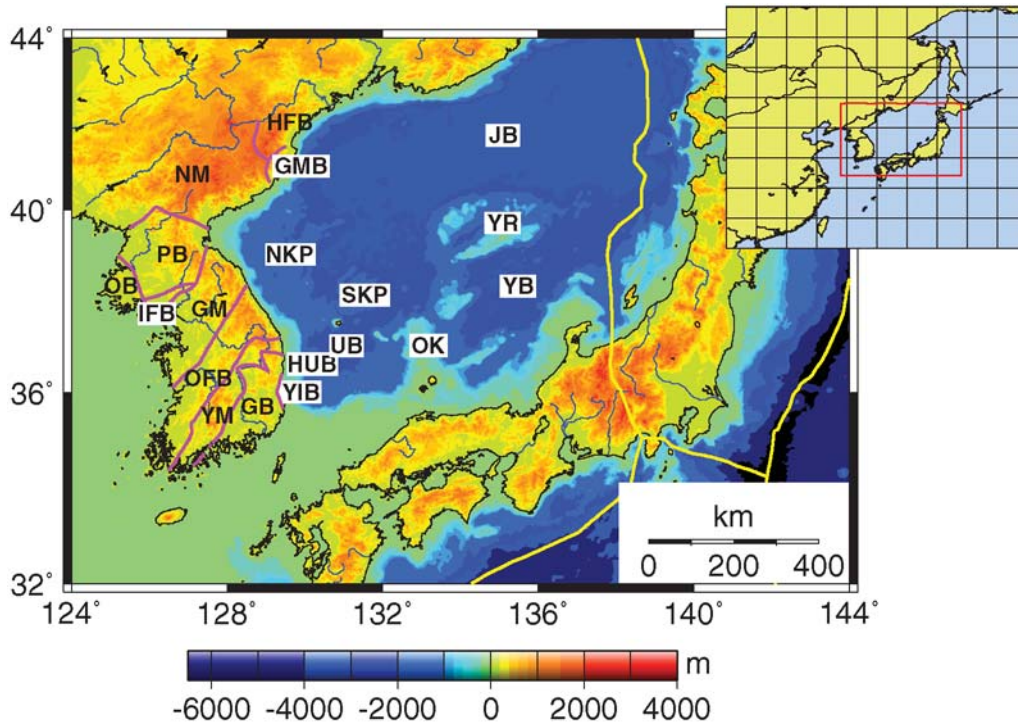 44°
JB
HFB
GMB
NM
40°
YR
PB
NKP
YB
OB
SKP
GM
IFB
UB
OK
HUB
OFB
36°
YIB
YM
GB
km
0 200 400
32°
124° 128° 132° 136° 140° 144°
m
-6000 -4000 -2000 0 2000 4000